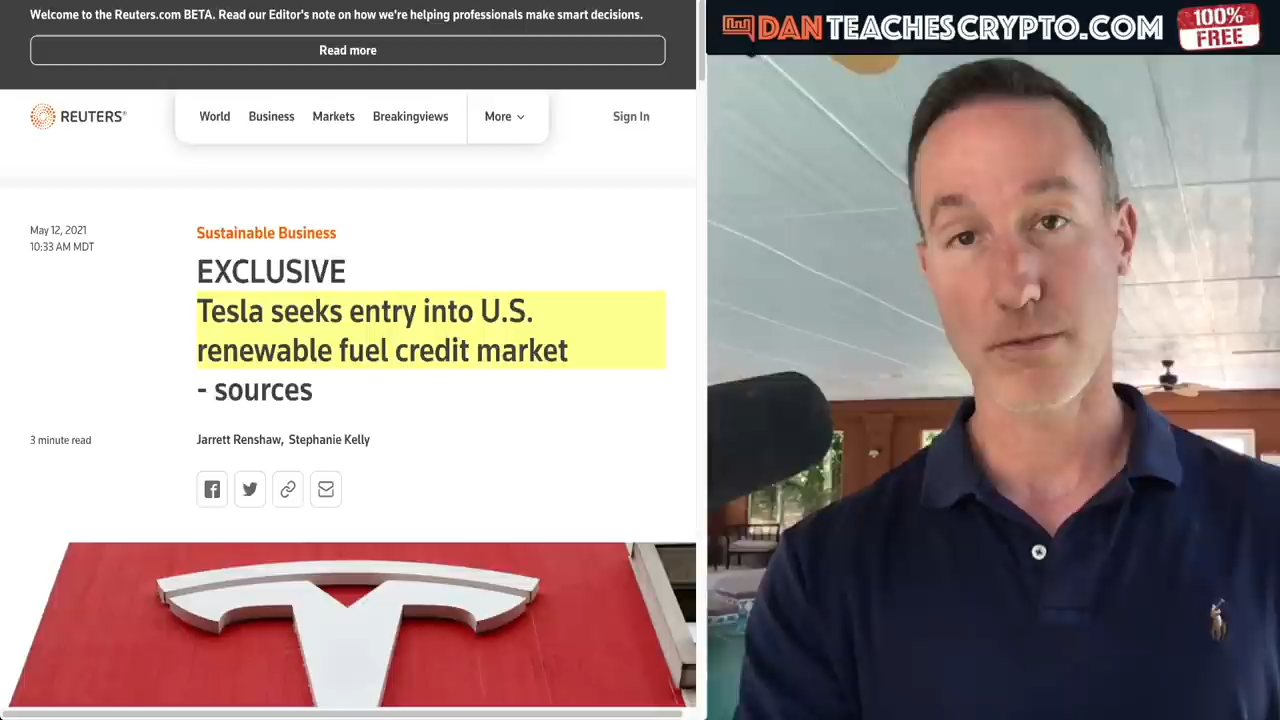 Welcome to the Reuters.com BETA. Read our Editor's note on how we're helping professionals make smart decisions.
Read more
REUTERS
World Business Markets Breakingviews More Sign In
May 12, 2021
10:33 AM MDT
Sustainable Business
EXCLUSIVE
Tesla seeks entry into U.S.
renewable fuel credit market
- sources
3 minute read
Jarrett Renshaw, Stephanie Kelly
DANTEACHESCRYPTO.COM
100%
FREE